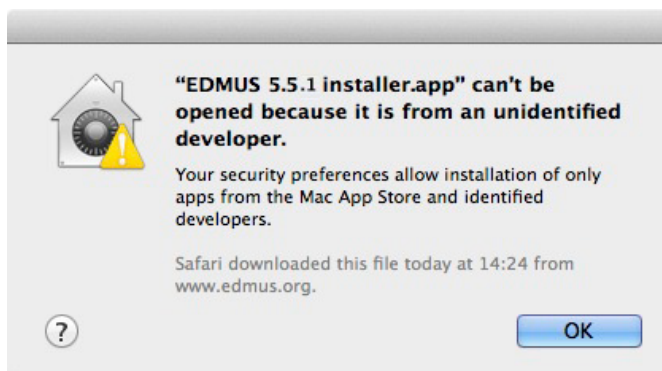 “EDMUS 5.5.1 installer.app” can't be
opened because it is from an unidentified
developer.
Your security preferences allow installation of only
apps from the Mac App Store and identified
developers.
Safari downloaded this file today at 14:24 from
www.edmus.org.
?
OK